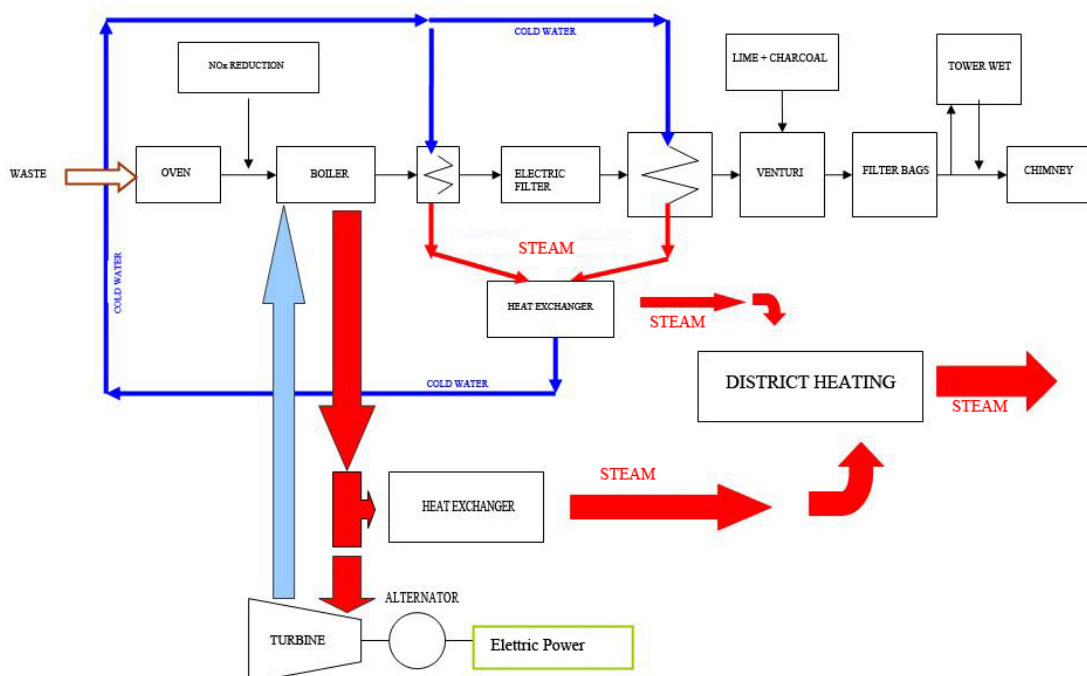 COLD WATER
NOx REDUCTION
LIME + CHARCOAL
TOWER WET
WASTE
OVEN
BOILER
ELECTRIC
FILTER
VENTURI
FILTER BAGS
CHIMNEY
COLD WATER
STEAM
HEAT EXCHANGER
STEAM
COLD WATER
DISTRICT HEATING
STEAM
STEAM
HEAT EXCHANGER
ALTERNATOR
TURBINE
Elettric Power